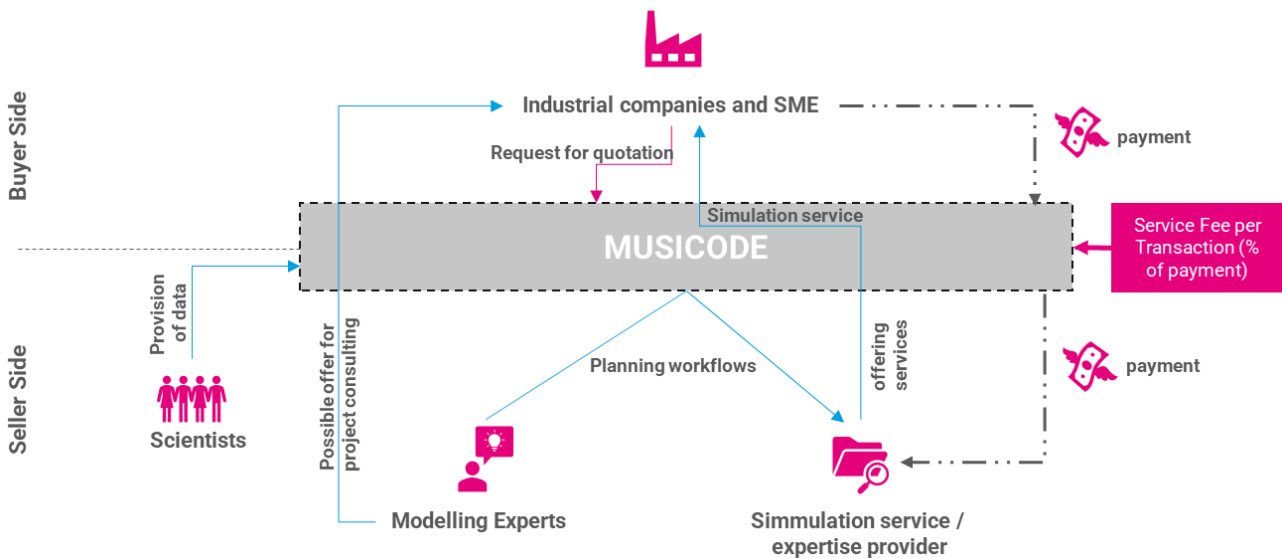 Buyer Side
Industrial companies and SME
payment
Request for quotation
Simulation service
MUSICODE
Service Fee per
Transaction (%
of payment)
Seller Side
Provision
of data
Scientists
Possible offer for
project consulting
Planning workflows
offering
services
payment
Modelling Experts
Simmulation service /
expertise provider